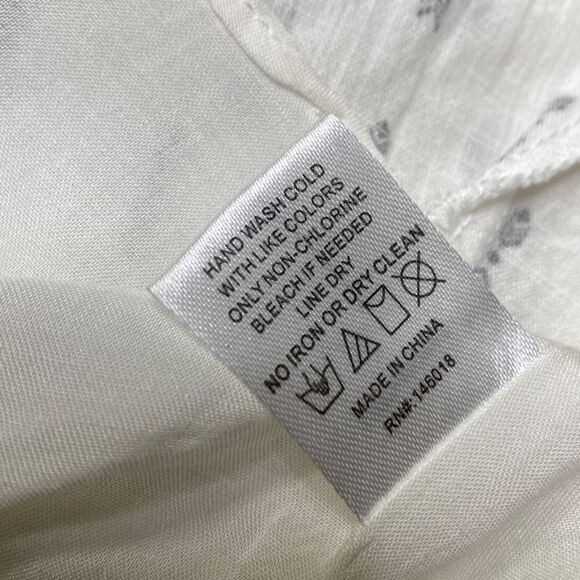 HAND WASH COLD
WITH LIKE COLORS
ONLY NON-CHLORINE
BLEACH IF NEEDED
LINE DRY
NO IRON OR DRY CLEAN
MADE IN CHINA
RN#:146018